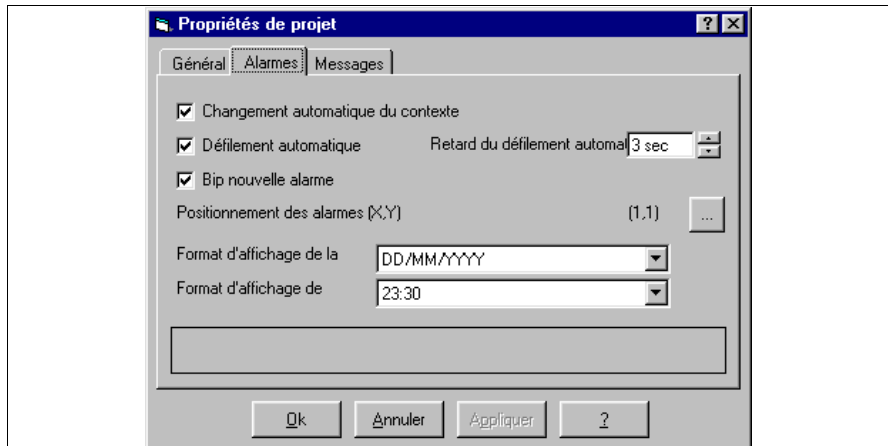 Propriétés de projet
Général Alarmes Messages
Changement automatique du contexte
Défilement automatique Retard du défilement automat 3 sec
Bip nouvelle alarme
Positionnement des alarmes (X,Y) (1,1) ...
Format d'affichage de la DD/MM/YYYY
Format d'affichage de 23:30
Ok Annuler Appliquer ?